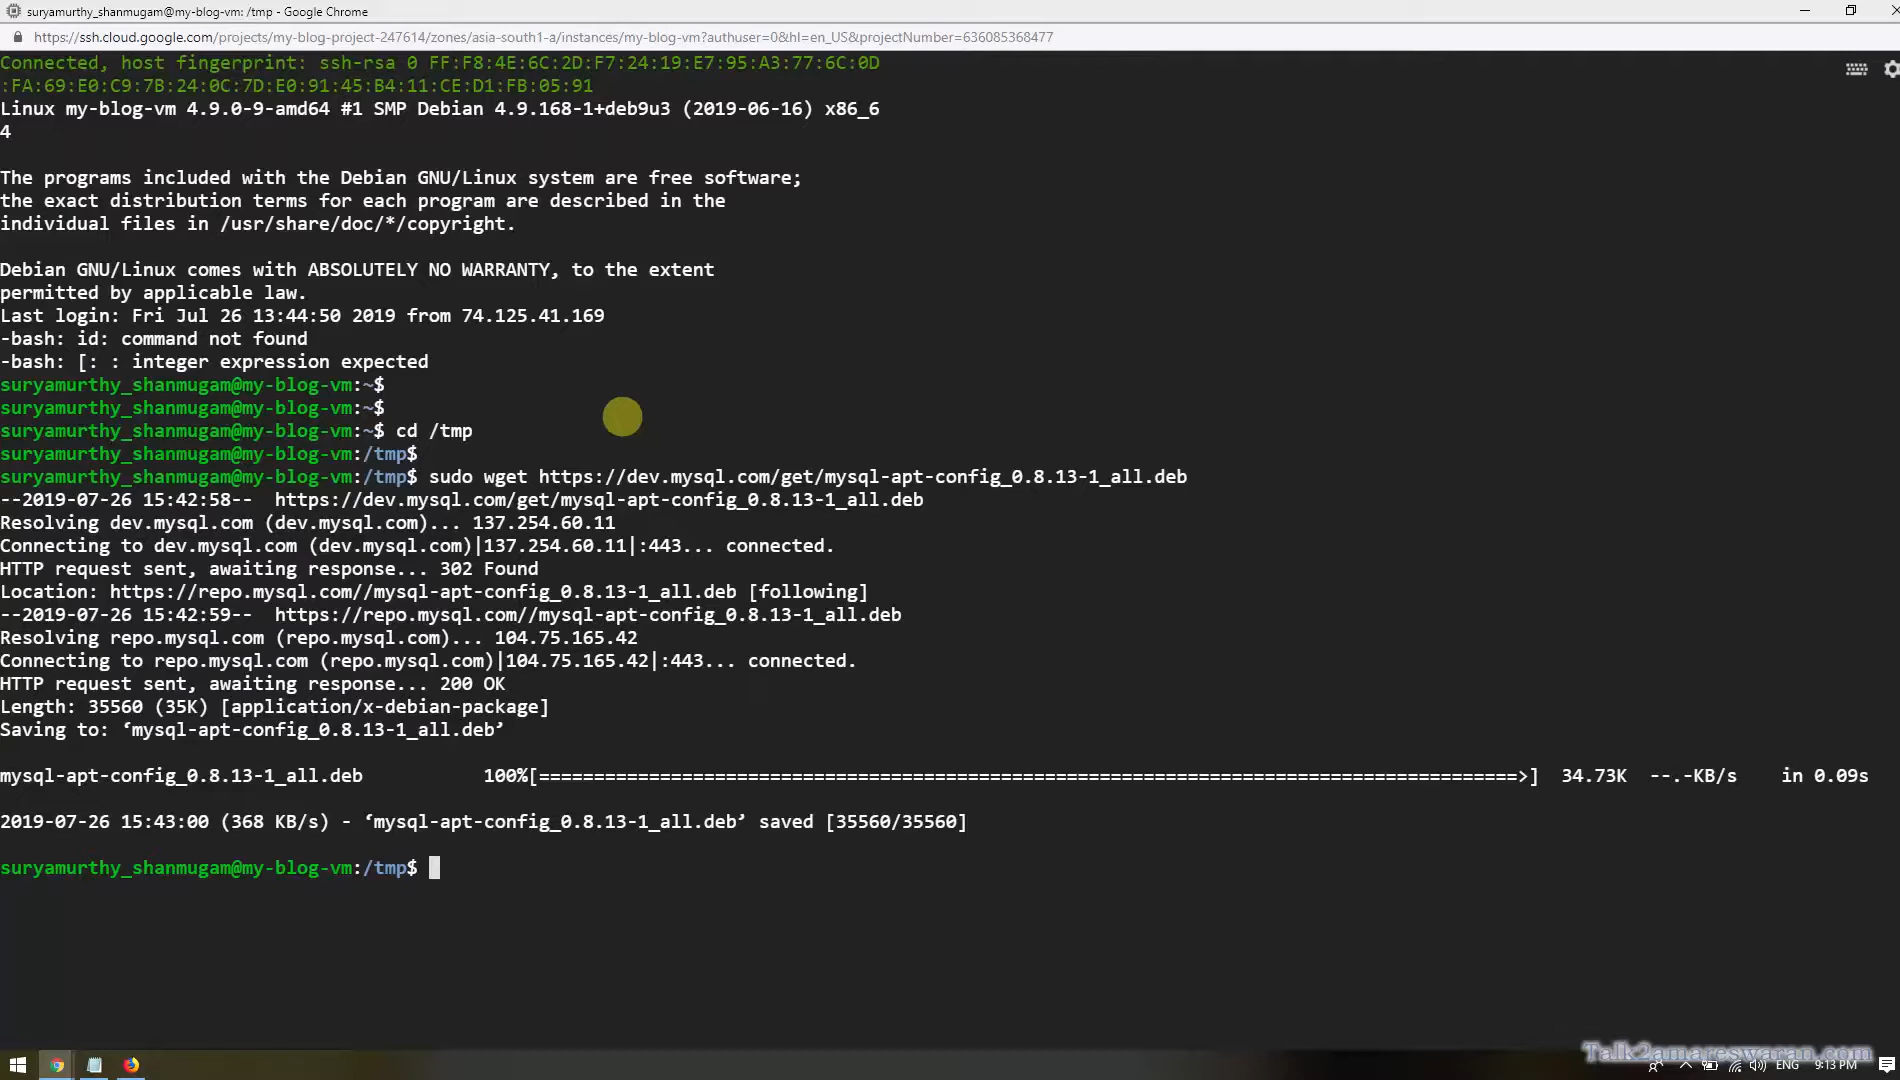 suryamurthy_shanmugam@my-blog-vm: /tmp - Google Chrome
https://ssh.cloud.google.com/projects/my-blog-project-247614/zones/asia-south1-a/instances/my-blog-vm?authuser=0&hl=en_US&projectNumber=636085368477
Connected, host fingerprint: ssh-rsa 0 FF:F8:4E:6C:2D:F7:24:19:E7:95:A3:77:6C:0D
:FA:69:E0:C9:7B:24:0C:7D:E0:91:45:B4:11:CE:D1:FB:05:91
Linux my-blog-vm 4.9.0-9-amd64 #1 SMP Debian 4.9.168-1+deb9u3 (2019-06-16) x86_6
4
The programs included with the Debian GNU/Linux system are free software;
the exact distribution terms for each program are described in the
individual files in /usr/share/doc/*/copyright.
Debian GNU/Linux comes with ABSOLUTELY NO WARRANTY, to the extent
permitted by applicable law.
Last login: Fri Jul 26 13:44:50 2019 from 74.125.41.169
-bash: id: command not found
-bash: [: : integer expression expected
suryamurthy_shanmugam@my-blog-vm:~$
suryamurthy_shanmugam@my-blog-vm:~$
suryamurthy_shanmugam@my-blog-vm:~$ cd /tmp
suryamurthy_shanmugam@my-blog-vm:/tmp$
suryamurthy_shanmugam@my-blog-vm:/tmp$ sudo wget https://dev.mysql.com/get/mysql-apt-config_0.8.13-1_all.deb
--2019-07-26 15:42:58--  https://dev.mysql.com/get/mysql-apt-config_0.8.13-1_all.deb
Resolving dev.mysql.com (dev.mysql.com)... 137.254.60.11
Connecting to dev.mysql.com (dev.mysql.com)|137.254.60.11|:443... connected.
HTTP request sent, awaiting response... 302 Found
Location: https://repo.mysql.com//mysql-apt-config_0.8.13-1_all.deb [following]
--2019-07-26 15:42:59--  https://repo.mysql.com//mysql-apt-config_0.8.13-1_all.deb
Resolving repo.mysql.com (repo.mysql.com)... 104.75.165.42
Connecting to repo.mysql.com (repo.mysql.com)|104.75.165.42|:443... connected.
HTTP request sent, awaiting response... 200 OK
Length: 35560 (35K) [application/x-debian-package]
Saving to: ‘mysql-apt-config_0.8.13-1_all.deb’
mysql-apt-config_0.8.13-1_all.deb 100%[=========================================================================================>] 34.73K --.-KB/s in 0.09s
2019-07-26 15:43:00 (368 KB/s) - ‘mysql-apt-config_0.8.13-1_all.deb’ saved [35560/35560]
suryamurthy_shanmugam@my-blog-vm:/tmp$
Talk2amareswaran.com
ENG 9:13 PM